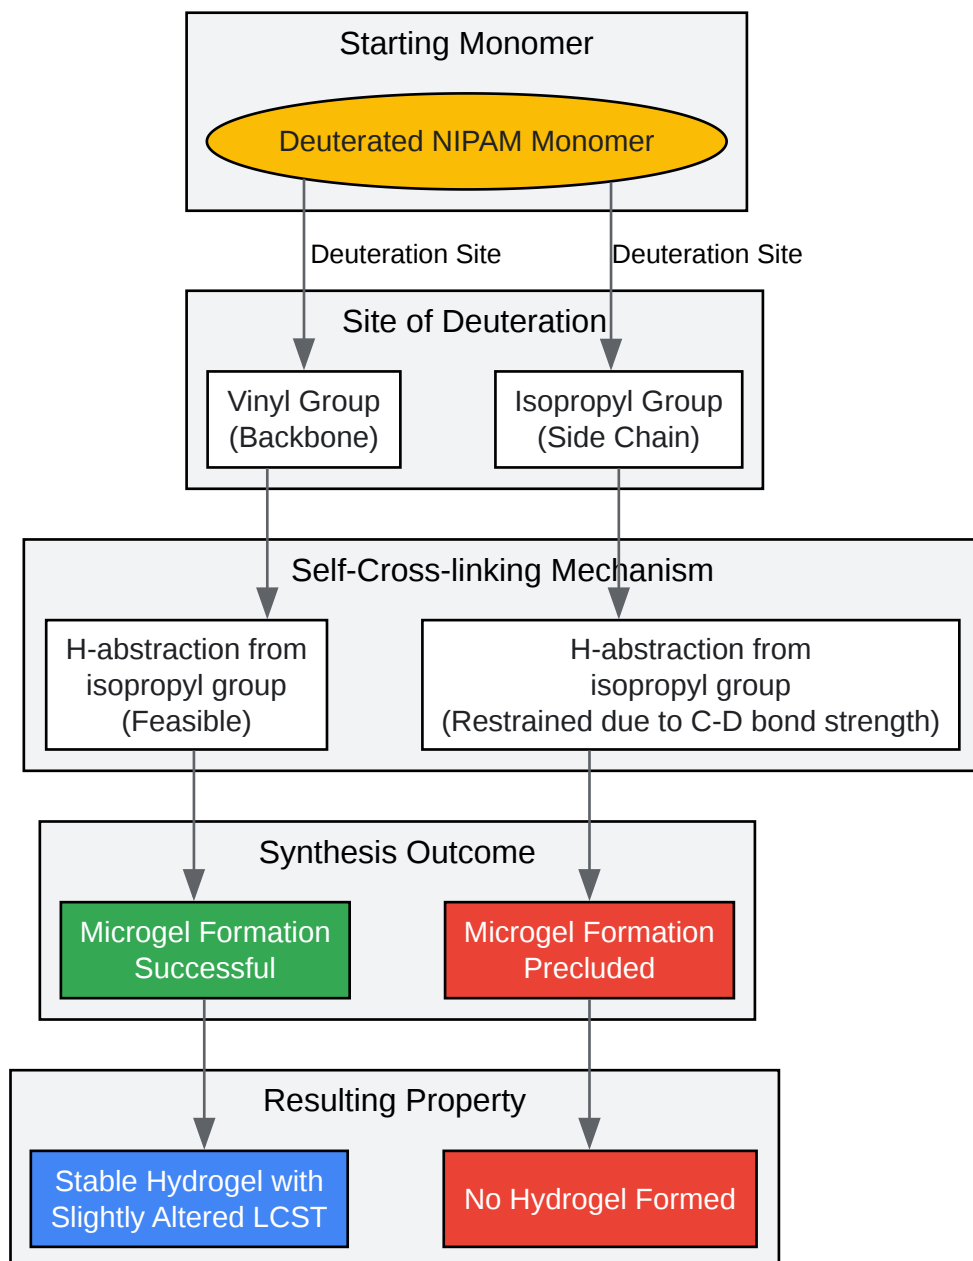 Starting Monomer
Deuterated NIPAM Monomer
Deuteration Site
Deuteration Site
Site of Deuteration
Vinyl Group
(Backbone)
Isopropyl Group
(Side Chain)
Self-Cross-linking Mechanism
H-abstraction from
isopropyl group
(Feasible)
H-abstraction from
isopropyl group
(Restrained due to C-D bond strength)
Synthesis Outcome
Microgel Formation
Successful
Microgel Formation
Precluded
Resulting Property
Stable Hydrogel with
Slightly Altered LCST
No Hydrogel Formed